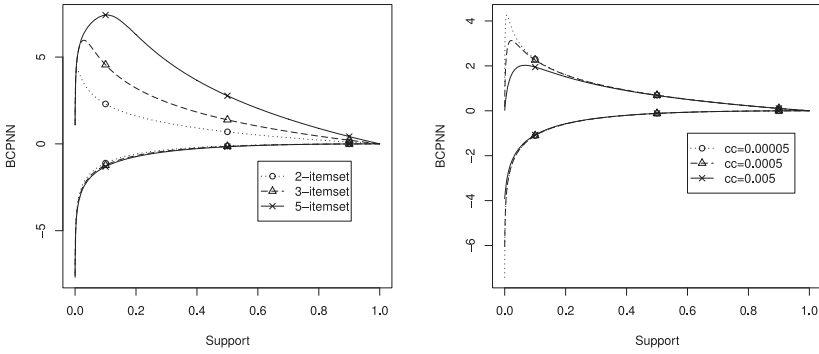 BCPNN
5
0
−5
0.0 0.2 0.4 0.6 0.8 1.0
Support
2−itemset
3−itemset
5−itemset
BCPNN
4
2
0
−2
−4
−6
0.0 0.2 0.4 0.6 0.8 1.0
Support
cc=0.00005
cc=0.0005
cc=0.005